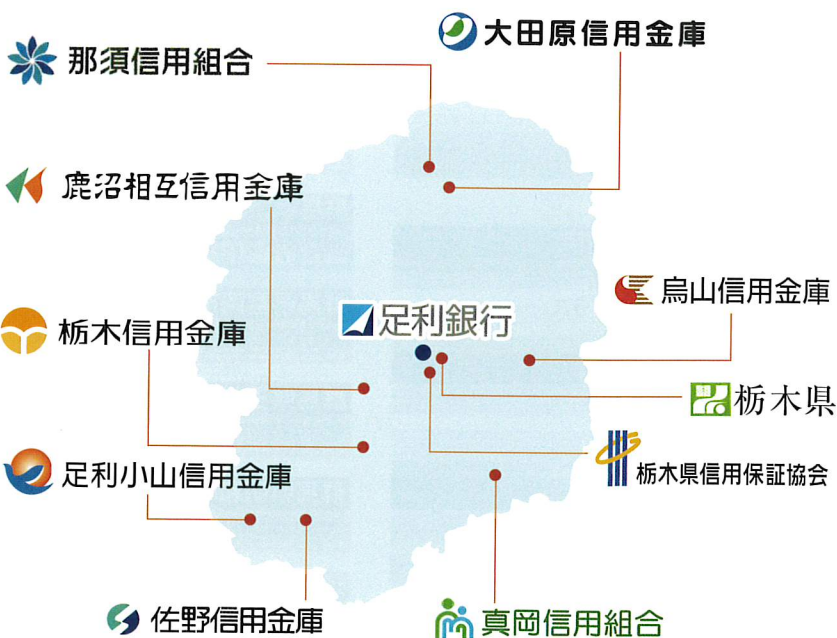 大田原信用金庫
那須信用組合
鹿沼相互信用金庫
烏山信用金庫
足利銀行
栃木信用金庫
栃木県
足利小山信用金庫
栃木県信用保証協会
佐野信用金庫
真岡信用組合